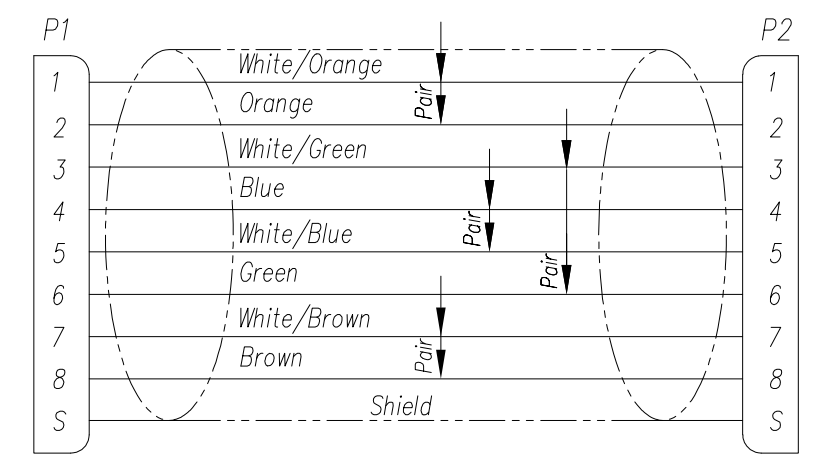 P1 P2
White/Orange
1 1
Orange Pair
2 2
White/Green
3 3
Blue
4 4
White/Blue Pair
5 5
Green Pair
6 6
White/Brown
7 7
Brown Pair
8 8
Shield
S S